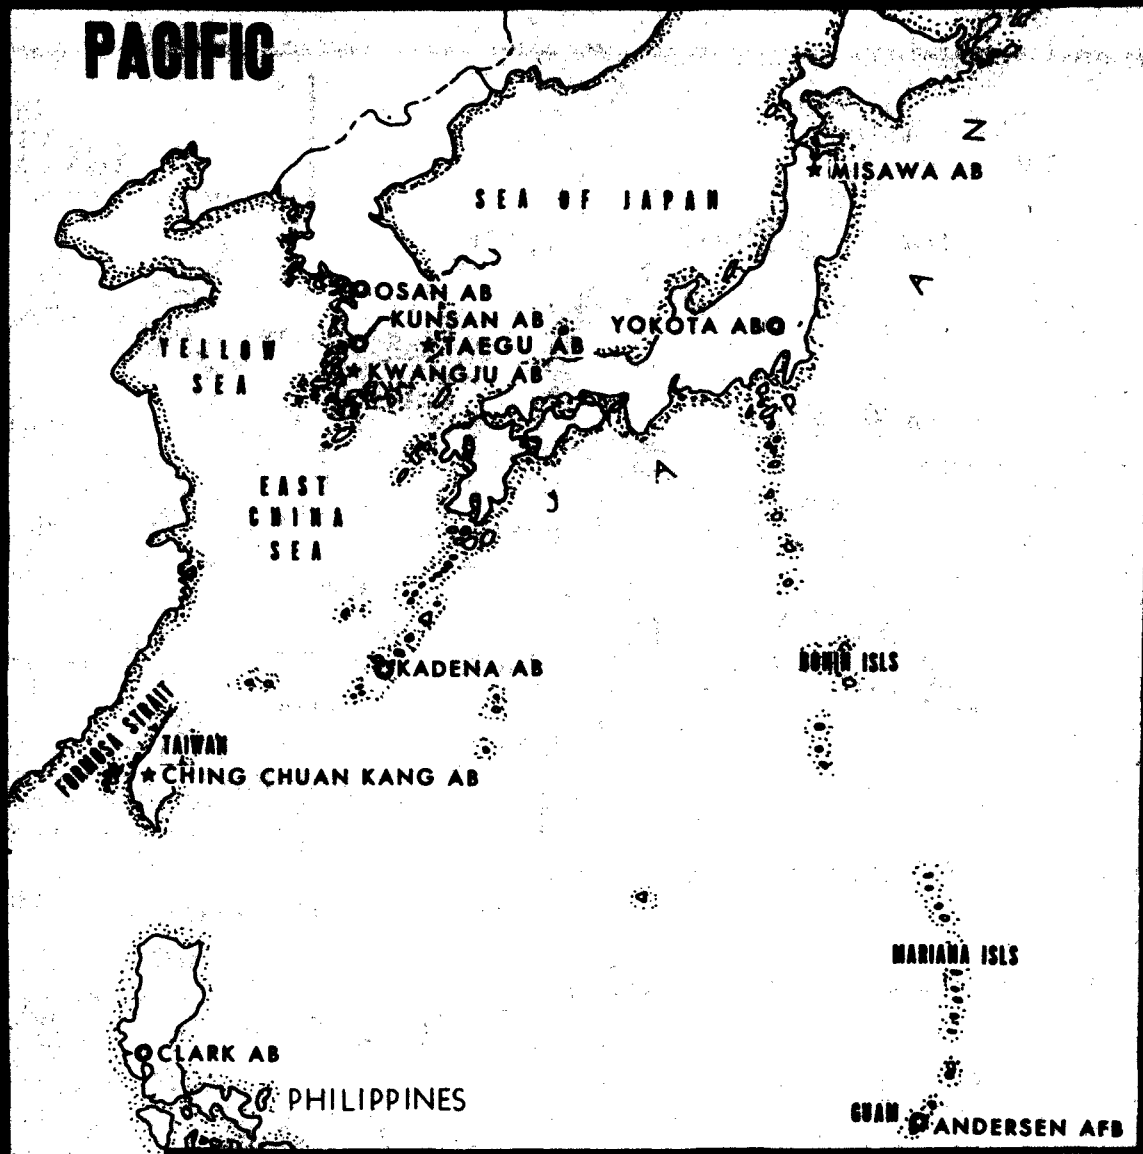 PACIFIC
MISAWA AB
SEA OF JAPAN
OSAN AB
KUNSAN AB
YOKOTA AB
TAEGU AB
KWANGJU AB
YELLOW
SEA
JAPAN
EAST
CHINA
SEA
KADENA AB
BONIN ISLS
FORMOSA STRAIT
TAIWAN
CHING CHUAN KANG AB
MARIANA ISLS
CLARK AB
PHILIPPINES
GUAM
ANDERSEN AFB